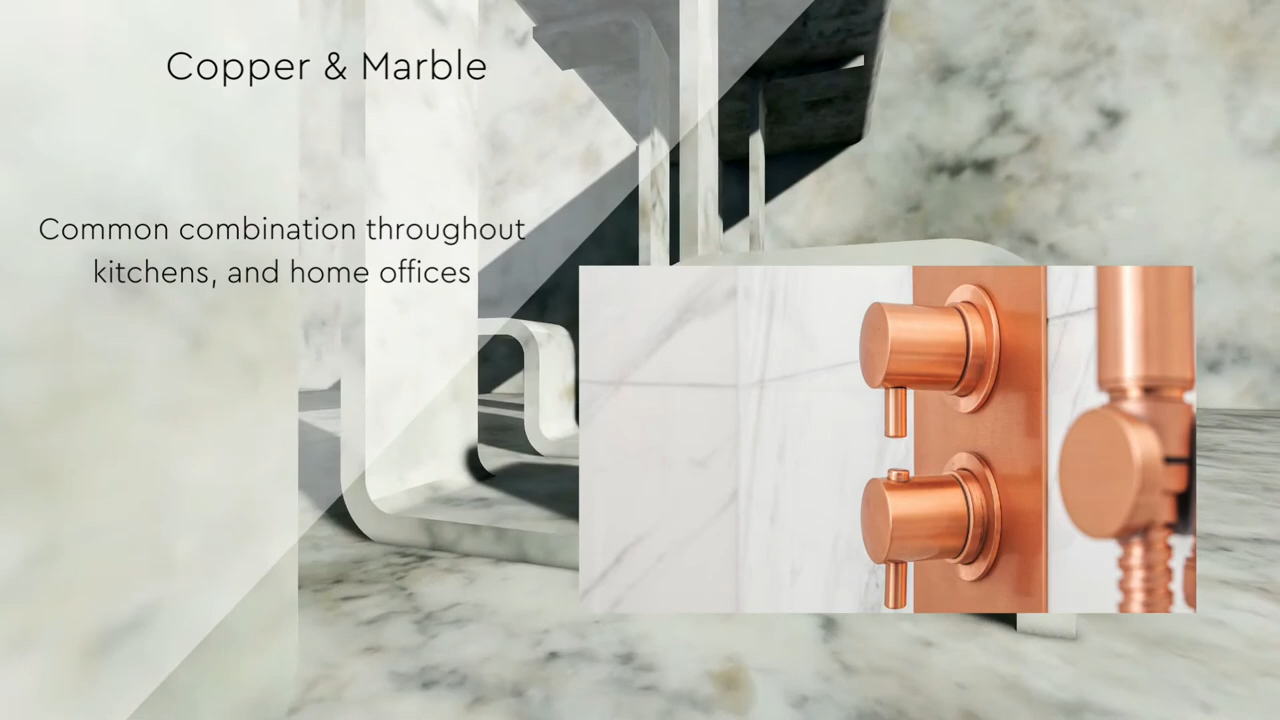 Copper & Marble
Common combination throughout
kitchens, and home offices